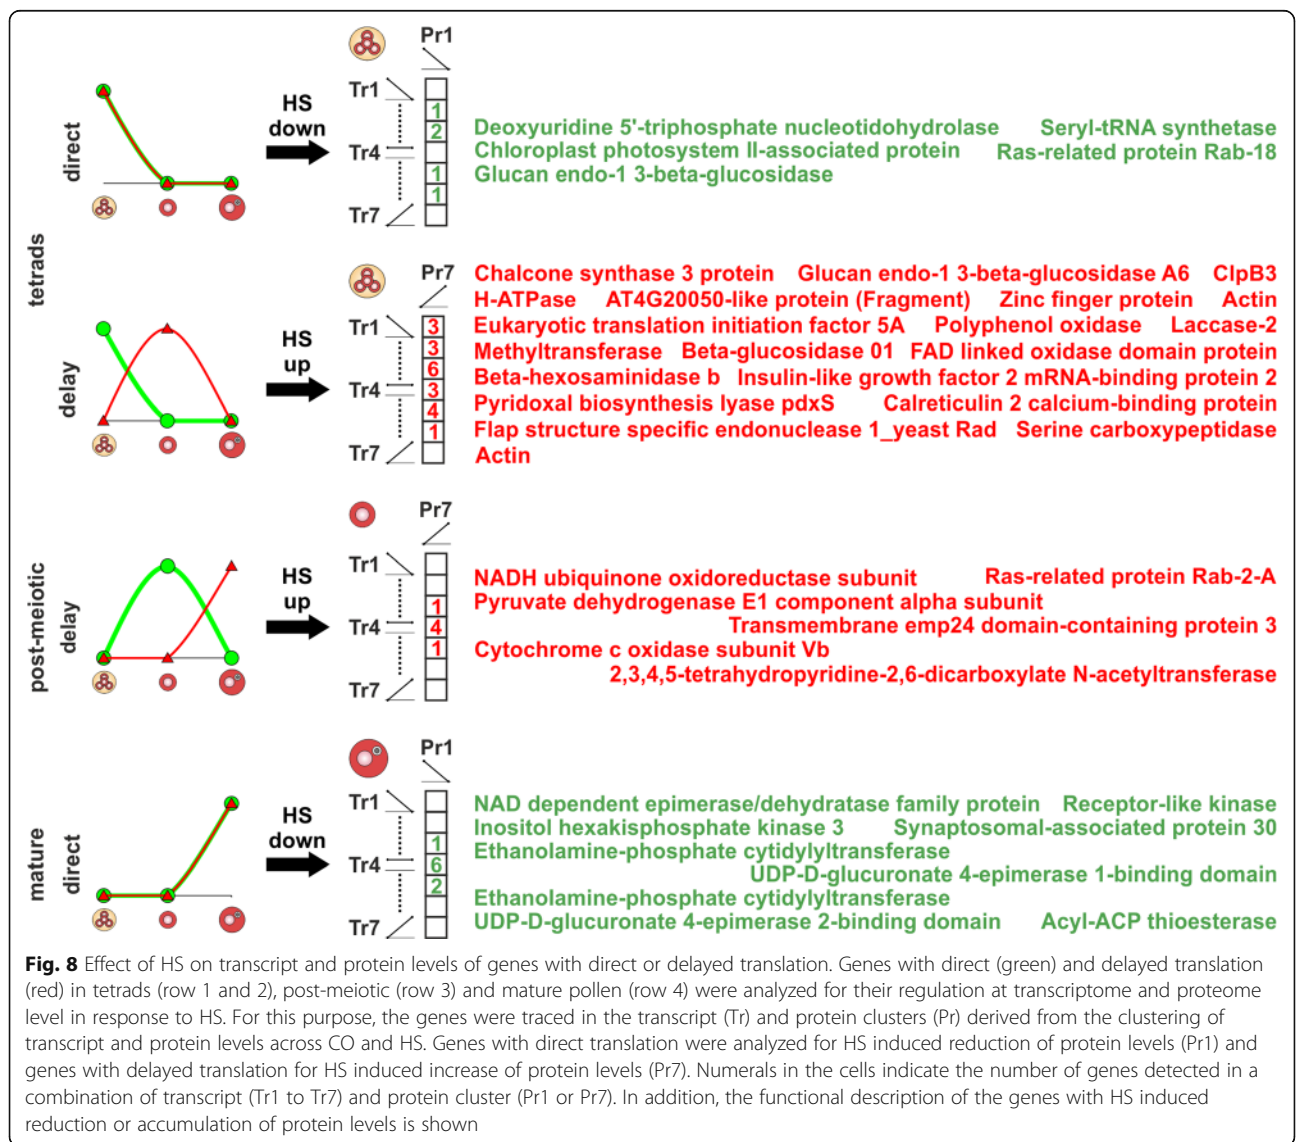 Pr1
Tr1
HS
down
1
2
Tr4
1
1
Tr7
direct
Deoxyuridine 5'-triphosphate nucleotidohydrolase Seryl-tRNA synthetase
Chloroplast photosystem II-associated protein Ras-related protein Rab-18
Glucan endo-1 3-beta-glucosidase
tetrads
Pr7
Tr1
HS
up
3
3
6
Tr4
3
4
1
Tr7
delay
Chalcone synthase 3 protein Glucan endo-1 3-beta-glucosidase A6 ClpB3
H-ATPase AT4G20050-like protein (Fragment) Zinc finger protein Actin
Eukaryotic translation initiation factor 5A Polyphenol oxidase Laccase-2
Methyltransferase Beta-glucosidase 01 FAD linked oxidase domain protein
Beta-hexosaminidase b Insulin-like growth factor 2 mRNA-binding protein 2
Pyridoxal biosynthesis lyase pdxS Calreticulin 2 calcium-binding protein
Flap structure specific endonuclease 1_yeast Rad Serine carboxypeptidase
Actin
Pr7
Tr1
HS
up
1
Tr4
4
1
Tr7
post-meiotic
delay
NADH ubiquinone oxidoreductase subunit Ras-related protein Rab-2-A
Pyruvate dehydrogenase E1 component alpha subunit
Transmembrane emp24 domain-containing protein 3
Cytochrome c oxidase subunit Vb
2,3,4,5-tetrahydropyridine-2,6-dicarboxylate N-acetyltransferase
Pr1
Tr1
HS
down
1
Tr4
6
2
Tr7
mature
direct
NAD dependent epimerase/dehydratase family protein Receptor-like kinase
Inositol hexakisphosphate kinase 3 Synaptosomal-associated protein 30
Ethanolamine-phosphate cytidylyltransferase
UDP-D-glucuronate 4-epimerase 1-binding domain
Ethanolamine-phosphate cytidylyltransferase
UDP-D-glucuronate 4-epimerase 2-binding domain Acyl-ACP thioesterase
Fig. 8 Effect of HS on transcript and protein levels of genes with direct or delayed translation. Genes with direct (green) and delayed translation
(red) in tetrads (row 1 and 2), post-meiotic (row 3) and mature pollen (row 4) were analyzed for their regulation at transcriptome and proteome
level in response to HS. For this purpose, the genes were traced in the transcript (Tr) and protein clusters (Pr) derived from the clustering of
transcript and protein levels across CO and HS. Genes with direct translation were analyzed for HS induced reduction of protein levels (Pr1) and
genes with delayed translation for HS induced increase of protein levels (Pr7). Numerals in the cells indicate the number of genes detected in a
combination of transcript (Tr1 to Tr7) and protein cluster (Pr1 or Pr7). In addition, the functional description of the genes with HS induced
reduction or accumulation of protein levels is shown